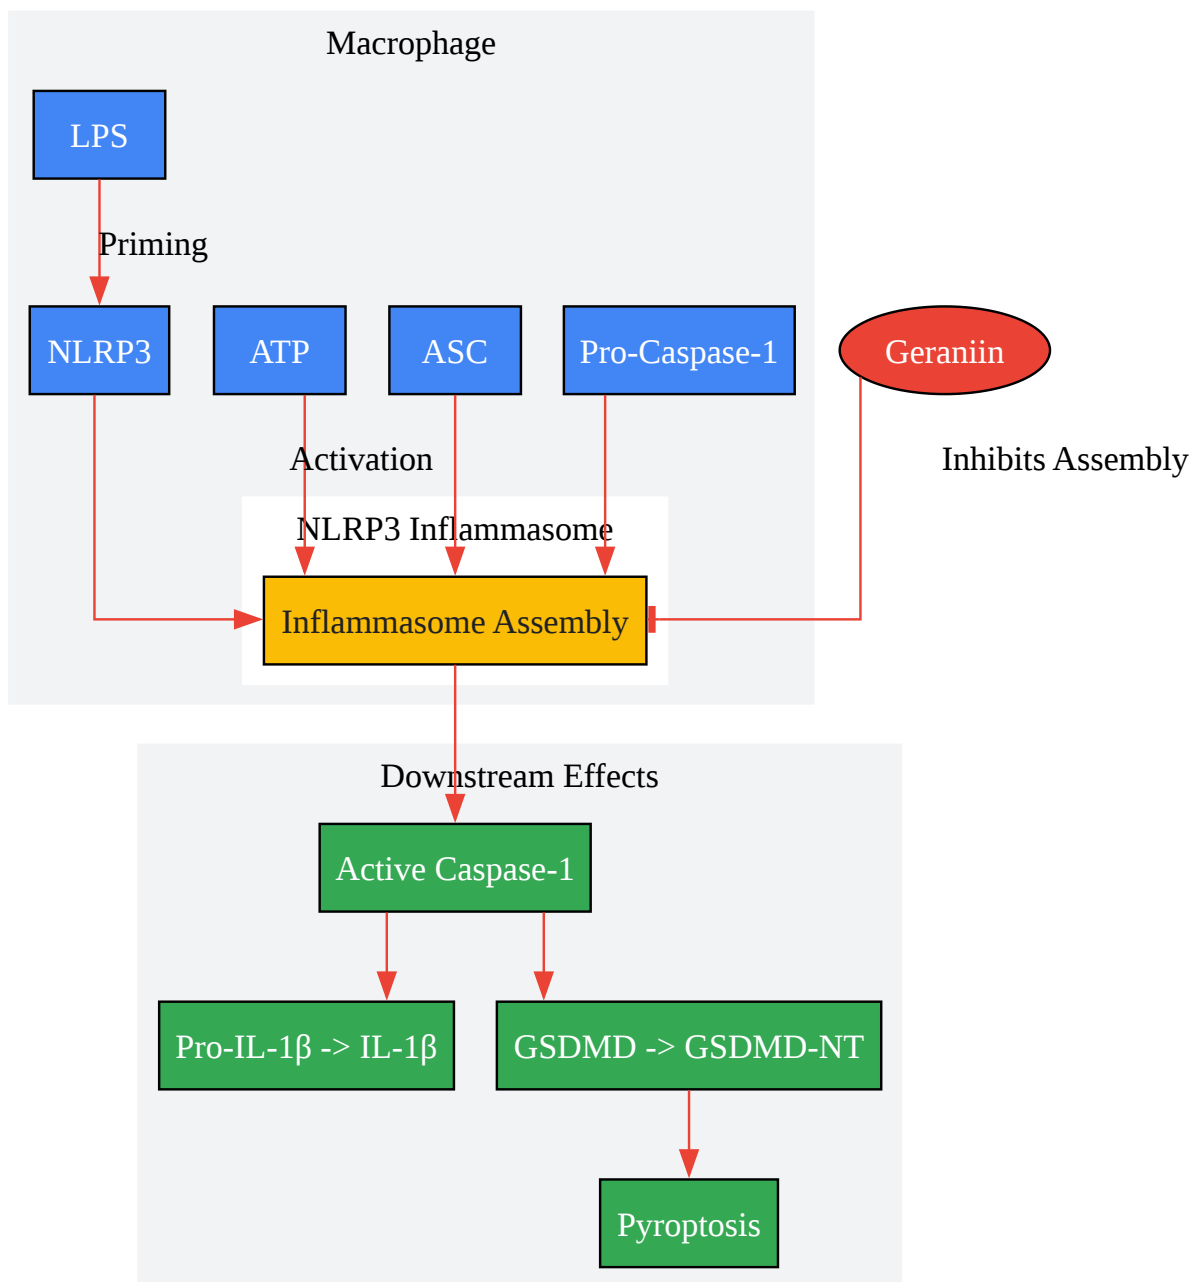 Macrophage
LPS
Priming
NLRP3
ATP
ASC
Pro-Caspase-1
Geraniin
Activation
Inhibits Assembly
NLRP3 Inflammasome
Inflammasome Assembly
Downstream Effects
Active Caspase-1
Pro-IL-1β -> IL-1β
GSDMD -> GSDMD-NT
Pyroptosis